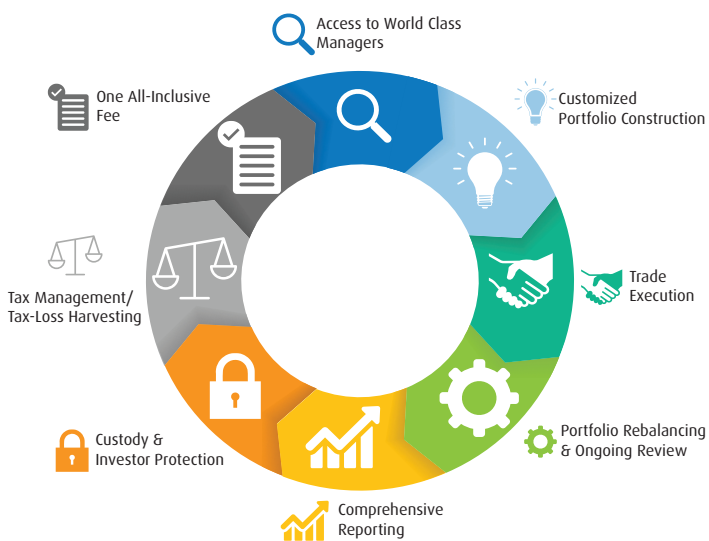 Access to World Class
Managers
Customized
Portfolio Construction
Trade
Execution
Portfolio Rebalancing
& Ongoing Review
Comprehensive
Reporting
Custody &
Investor Protection
Tax Management/
Tax-Loss Harvesting
One All-Inclusive
Fee